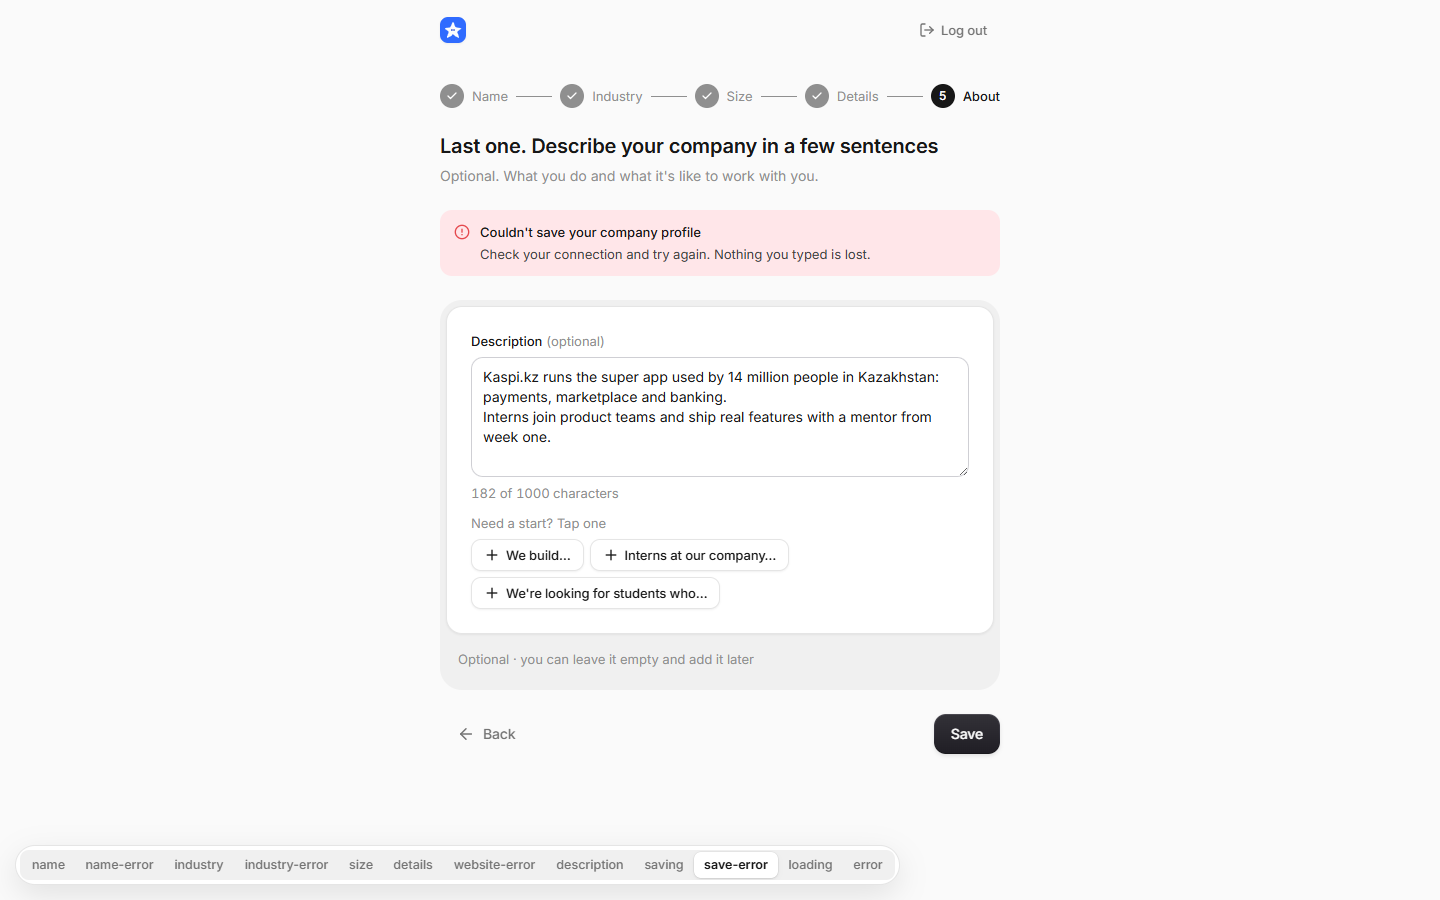 Log out
Name
Industry
Size
Details
5 About
Last one. Describe your company in a few sentences
Optional. What you do and what it's like to work with you.
Couldn't save your company profile
Check your connection and try again. Nothing you typed is lost.
Description (optional)
Kaspi.kz runs the super app used by 14 million people in Kazakhstan:
payments, marketplace and banking.
Interns join product teams and ship real features with a mentor from
week one.
182 of 1000 characters
Need a start? Tap one
We build...
Interns at our company...
We're looking for students who...
Optional · you can leave it empty and add it later
Back
Save
name name-error industry industry-error size details website-error description saving save-error loading error